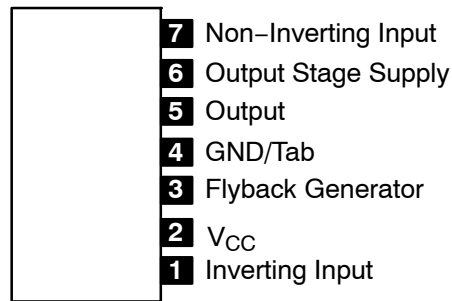 7 Non−Inverting Input
6 Output Stage Supply
5 Output
4 GND/Tab
3 Flyback Generator
2 VCC
1 Inverting Input